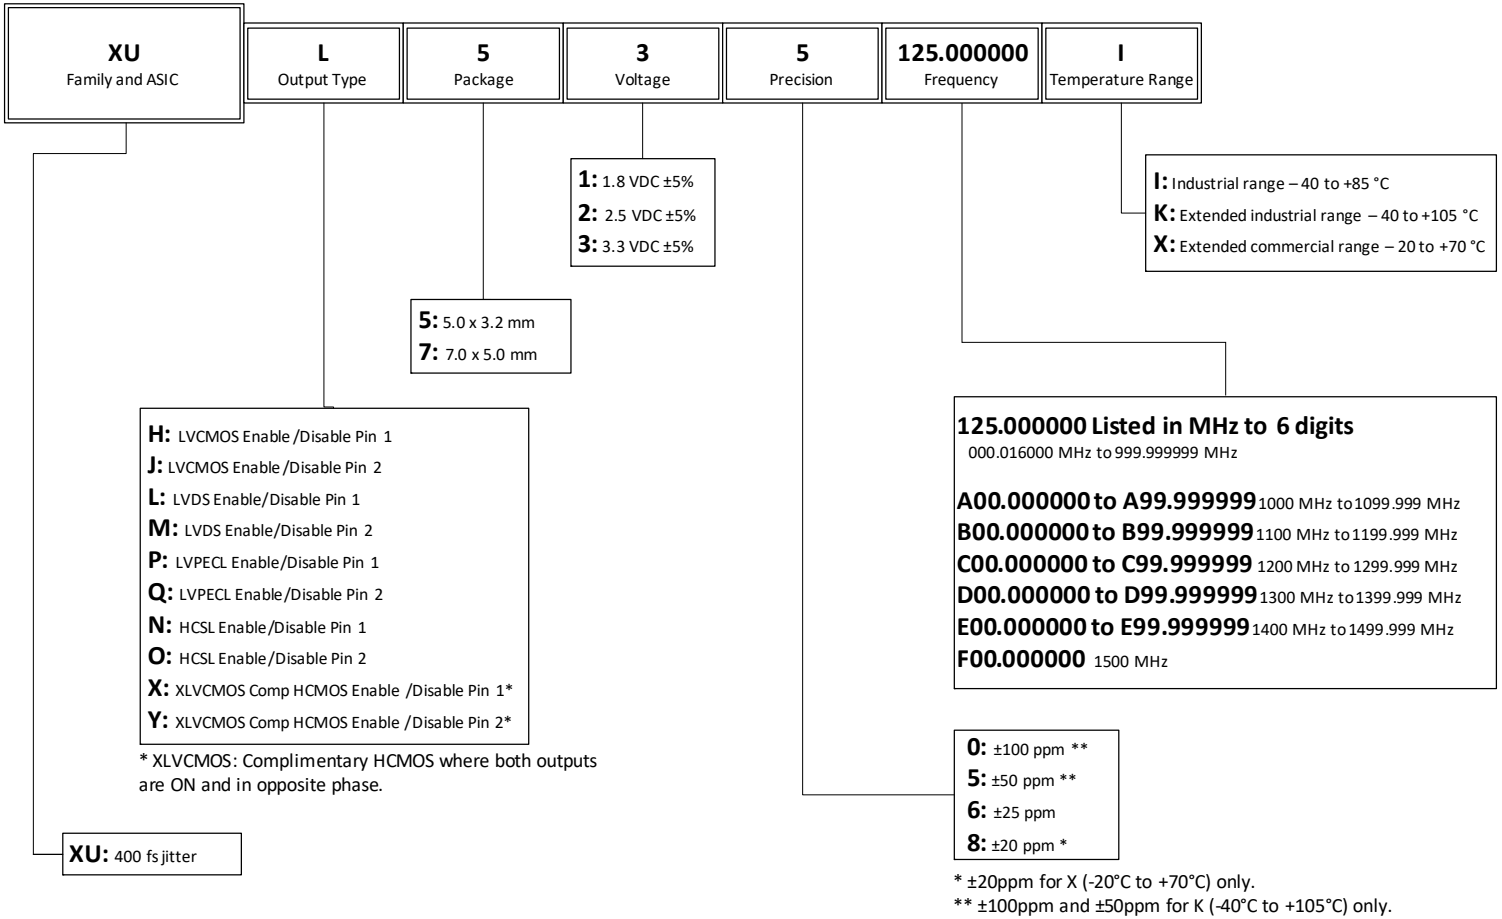 XU
Family and ASIC
L
Output Type
5
Package
3
Voltage
5
Precision
125.000000
Frequency
I
Temperature Range
1: 1.8 VDC ±5%
2: 2.5 VDC ±5%
3: 3.3 VDC ±5%
I: Industrial range – 40 to +85 °C
K: Extended industrial range – 40 to +105 °C
X: Extended commercial range – 20 to +70 °C
5: 5.0 x 3.2 mm
7: 7.0 x 5.0 mm
H: LVCMOS Enable/Disable Pin 1
J: LVCMOS Enable/Disable Pin 2
L: LVDS Enable/Disable Pin 1
M: LVDS Enable/Disable Pin 2
P: LVPECL Enable/Disable Pin 1
Q: LVPECL Enable/Disable Pin 2
N: HCSL Enable/Disable Pin 1
O: HCSL Enable/Disable Pin 2
X: XLVCMOS Comp HCMOS Enable /Disable Pin 1*
Y: XLVCMOS Comp HCMOS Enable /Disable Pin 2*
* XLVCMOS: Complimentary HCMOS where both outputs
are ON and in opposite phase.
125.000000 Listed in MHz to 6 digits
000.016000 MHz to 999.999999 MHz
A00.000000 to A99.999999 1000 MHz to 1099.999 MHz
B00.000000 to B99.999999 1100 MHz to 1199.999 MHz
C00.000000 to C99.999999 1200 MHz to 1299.999 MHz
D00.000000 to D99.999999 1300 MHz to 1399.999 MHz
E00.000000 to E99.999999 1400 MHz to 1499.999 MHz
F00.000000 1500 MHz
0: ±100 ppm **
5: ±50 ppm **
6: ±25 ppm
8: ±20 ppm *
* ±20ppm for X (-20°C to +70°C) only.
** ±100ppm and ±50ppm for K (-40°C to +105°C) only.
XU: 400 fs jitter